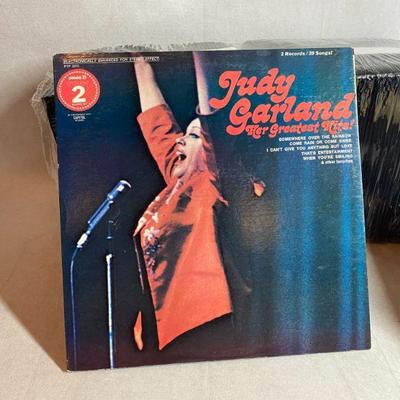 ELECTRONICALLY ENHANCED FOR STEREO EFFECT.
2 Records/20 Songs!
2
Judy
Garland
Her Greatest Hits!
SOMEWHERE OVER THE RAINBOW
COME RAIN OR COME SHINE
I CAN'T GIVE YOU ANYTHING BUT LOVE
THAT'S ENTERTAINMENT
WHEN YOU'RE SMILING
& other favorites